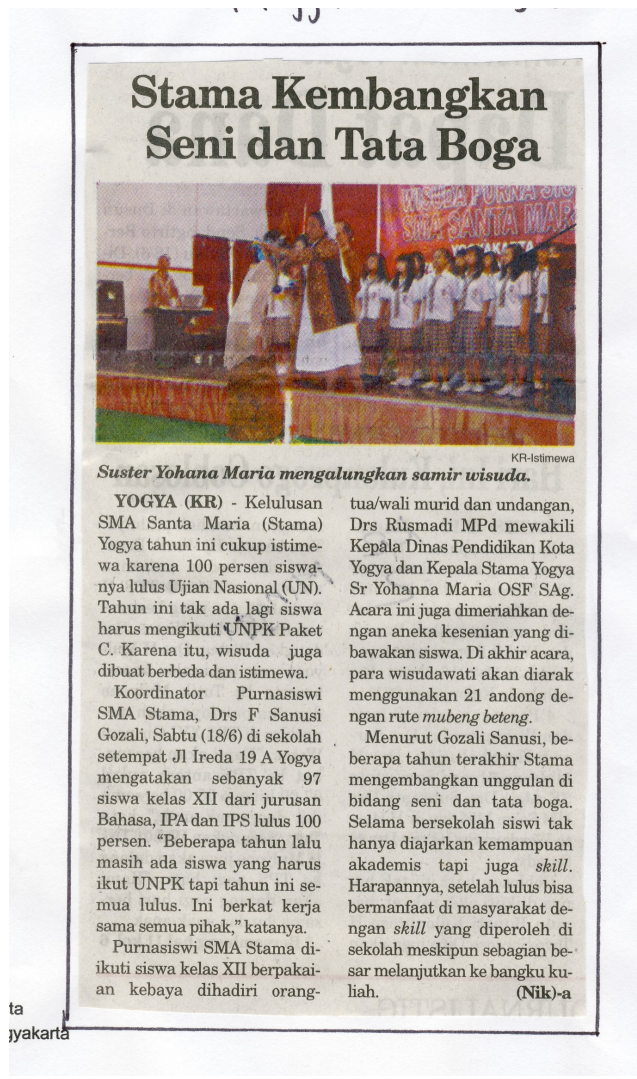 Stama Kembangkan
Seni dan Tata Boga
WISUDA PURNA SIS
SMA SANTA MAR
KR-Istimewa
Suster Yohana Maria mengalungkan samir wisuda.
YOGYA (KR) - Kelulusan
SMA Santa Maria (Stama)
Yogya tahun ini cukup istime-
wa karena 100 persen siswa-
nya lulus Ujian Nasional (UN).
Tahun ini tak ada lagi siswa
harus mengikuti UNPK Paket
C. Karena itu, wisuda juga
dibuat berbeda dan istimewa.
Koordinator Purnasiswi
SMA Stama, Drs F Sanusi
Gozali, Sabtu (18/6) di sekolah
setempat Jl Ireda 19 A Yogya
mengatakan sebanyak 97
siswa kelas XII dari jurusan
Bahasa, IPA dan IPS lulus 100
persen. “Beberapa tahun lalu
masih ada siswa yang harus
ikut UNPK tapi tahun ini se-
mua lulus. Ini berkat kerja
sama semua pihak,” katanya.
Purnasiswi SMA Stama di-
ikuti siswa kelas XII berpakai-
an kebaya dihadiri orang-
tua/wali murid dan undangan,
Drs Rusmadi MPd mewakili
Kepala Dinas Pendidikan Kota
Yogya dan Kepala Stama Yogya
Sr Yohanna Maria OSF SAg.
Acara ini juga dimeriahkan de-
ngan aneka kesenian yang di-
bawakan siswa. Di akhir acara,
para wisudawati akan diarak
menggunakan 21 andong de-
ngan rute mubeng beteng.
Menurut Gozali Sanusi, be-
berapa tahun terakhir Stama
mengembangkan unggulan di
bidang seni dan tata boga.
Selama bersekolah siswi tak
hanya diajarkan kemampuan
akademis tapi juga skill.
Harapannya, setelah lulus bisa
bermanfaat di masyarakat de-
ngan skill yang diperoleh di
sekolah meskipun sebagian be-
sar melanjutkan ke bangku ku-
liah. (Nik)-a
ta
gyakarta